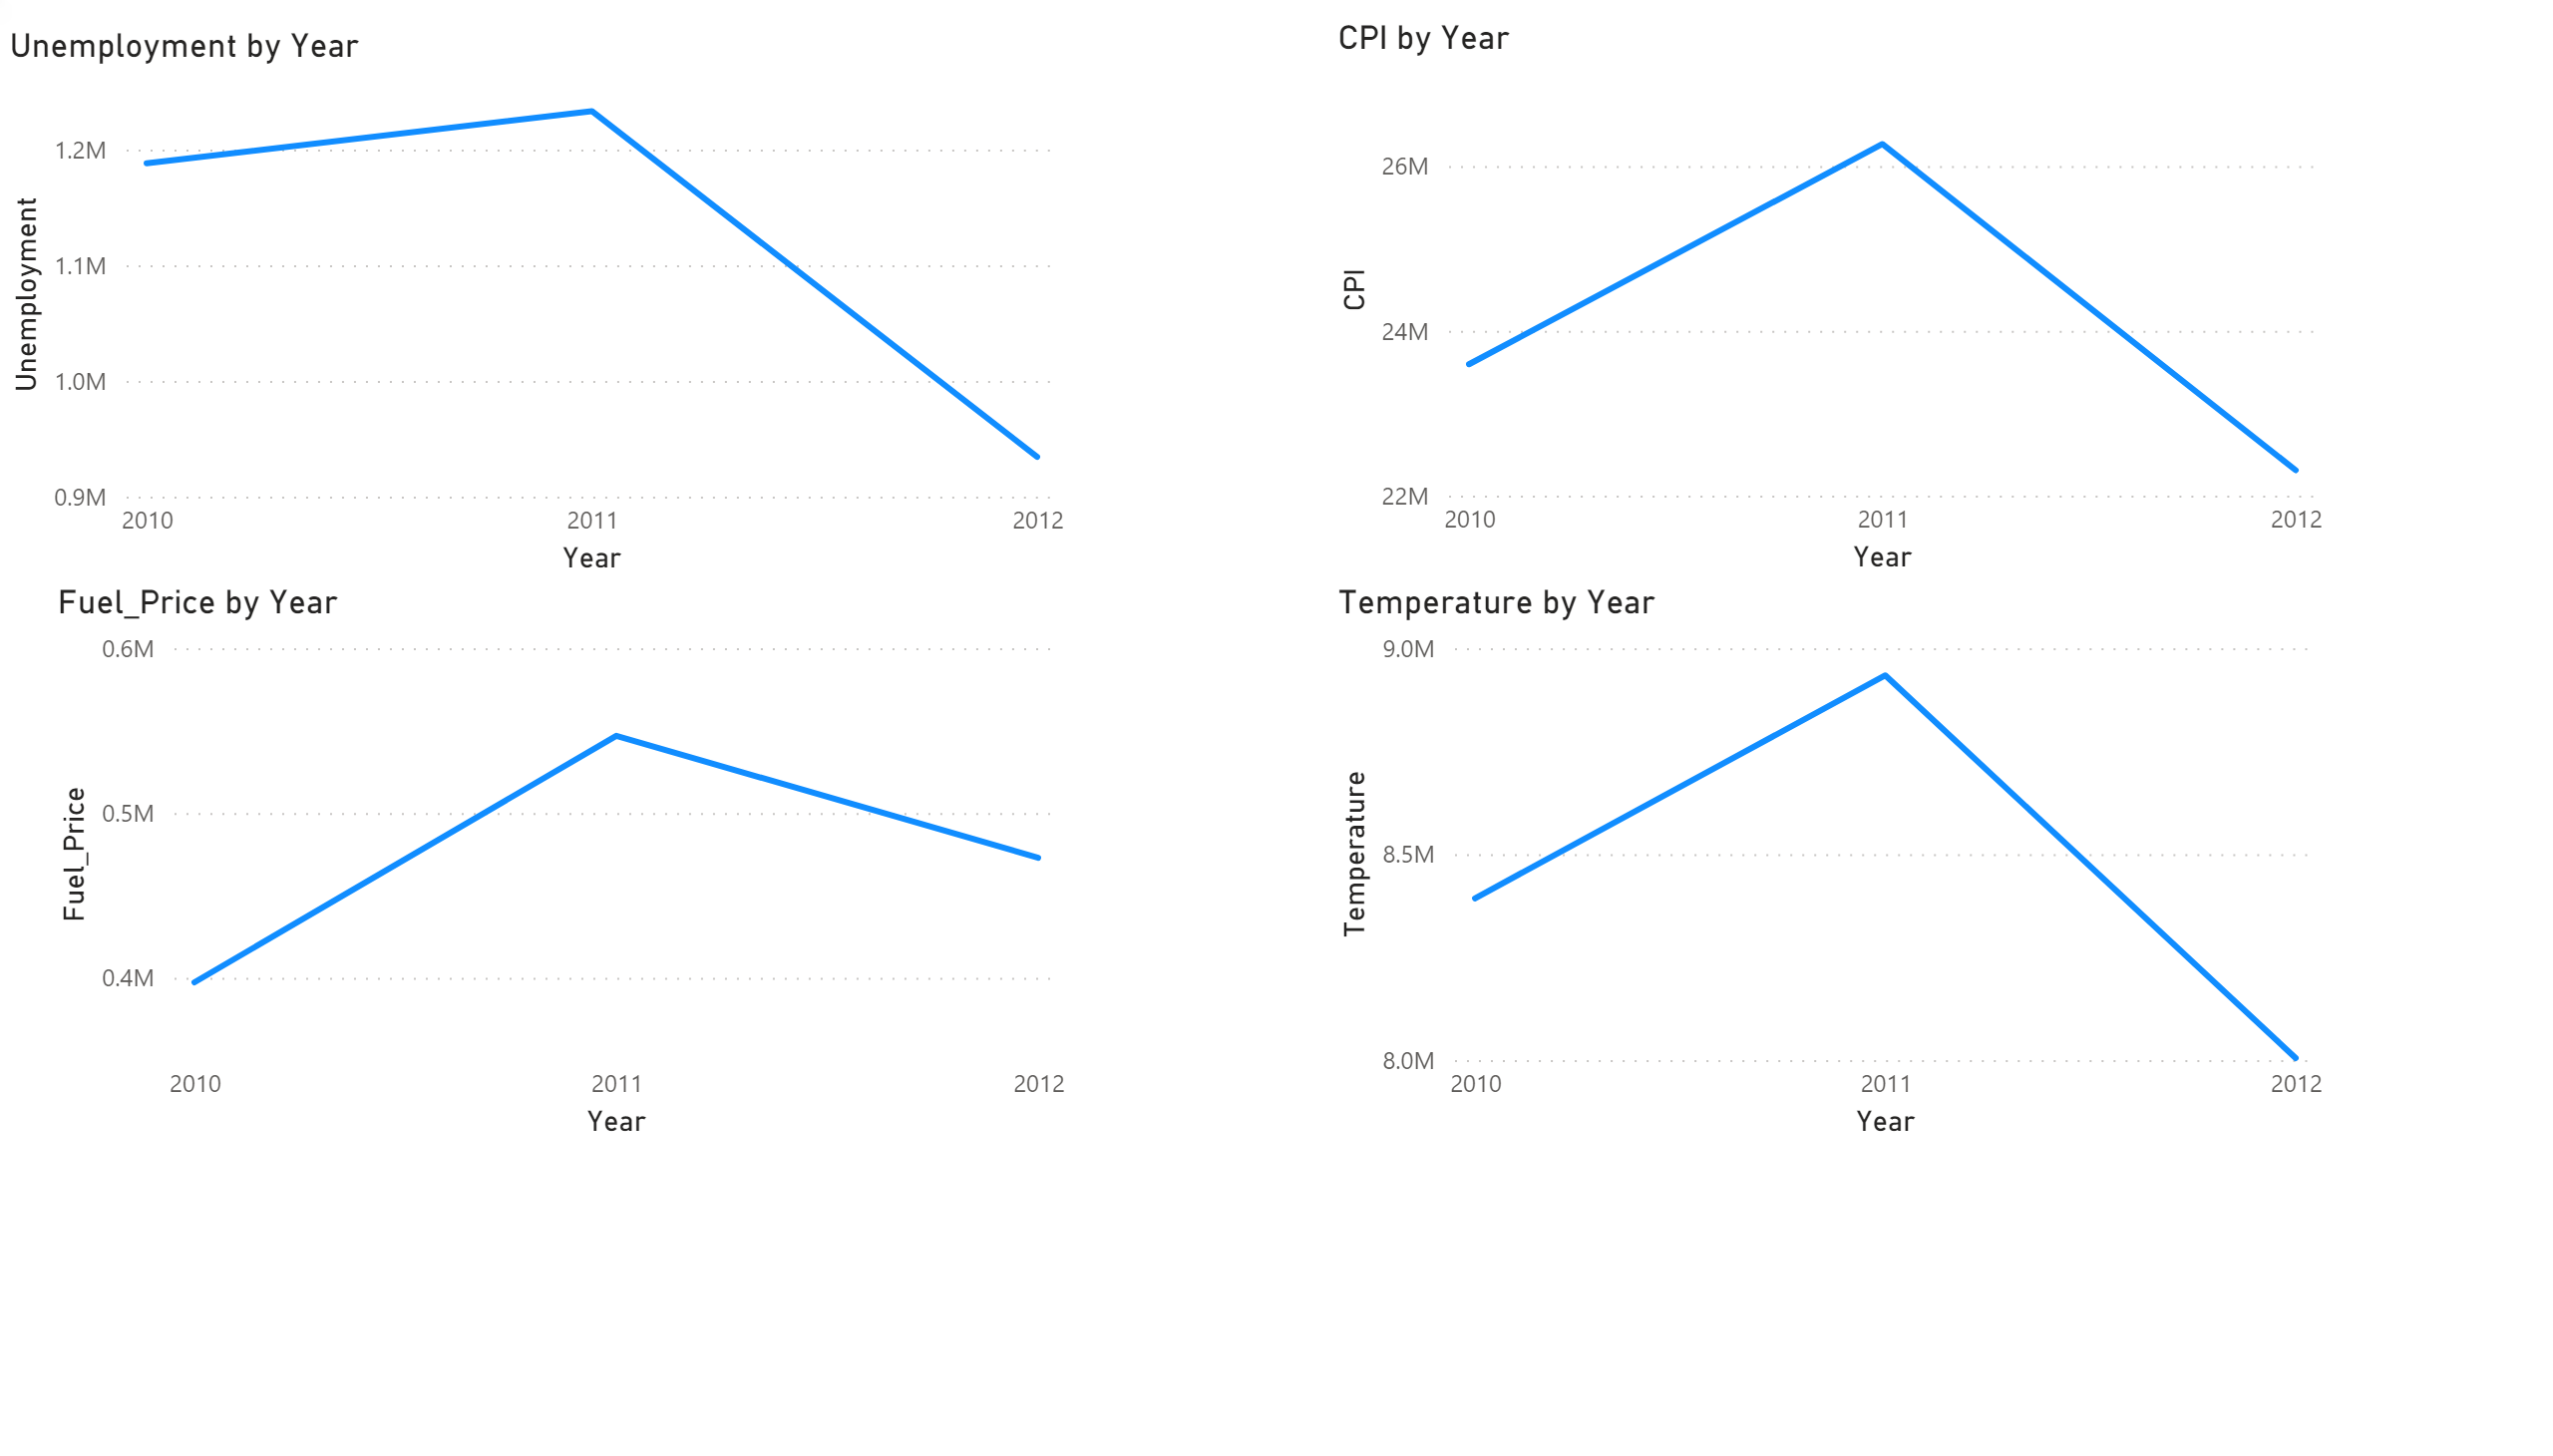 Unemployment by Year
1.2M
1.1M
1.0M
0.9M
Unemployment
2010 2011 2012
Year
CPI by Year
26M
24M
22M
CPI
2010 2011 2012
Year
Fuel_Price by Year
0.6M
0.5M
0.4M
Fuel_Price
2010 2011 2012
Year
Temperature by Year
9.0M
8.5M
8.0M
Temperature
2010 2011 2012
Year